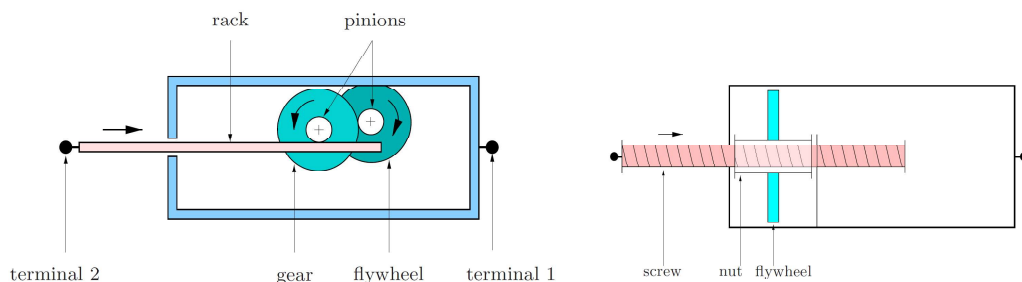 rack
pinions
terminal 2
gear
flywheel
terminal 1
screw
nut
flywheel